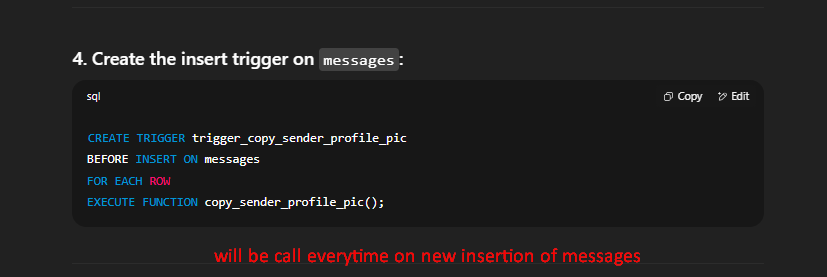 4. Create the insert trigger on messages:
sql
Copy
Edit
CREATE TRIGGER trigger_copy_sender_profile_pic
BEFORE INSERT ON messages
FOR EACH ROW
EXECUTE FUNCTION copy_sender_profile_pic();
will be call everytime on new insertion of messages